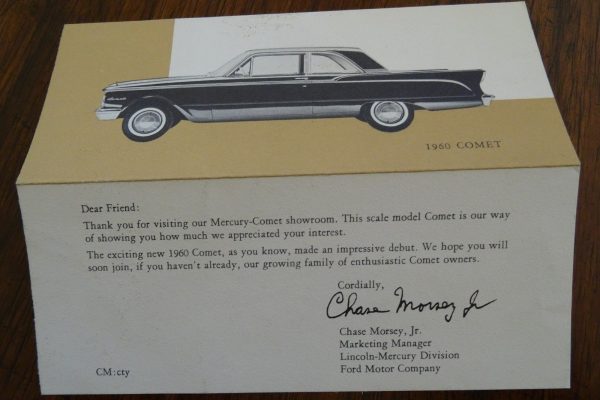 1960 COMET
Dear Friend:
Thank you for visiting our Mercury-Comet showroom. This scale model Comet is our way
of showing you how much we appreciated your interest.
The exciting new 1960 Comet, as you know, made an impressive debut. We hope you will
soon join, if you haven't already, our growing family of enthusiastic Comet owners.
Cordially,
Chase Morsey Jr
Chase Morsey, Jr.
Marketing Manager
Lincoln-Mercury Division
Ford Motor Company
CM:cty